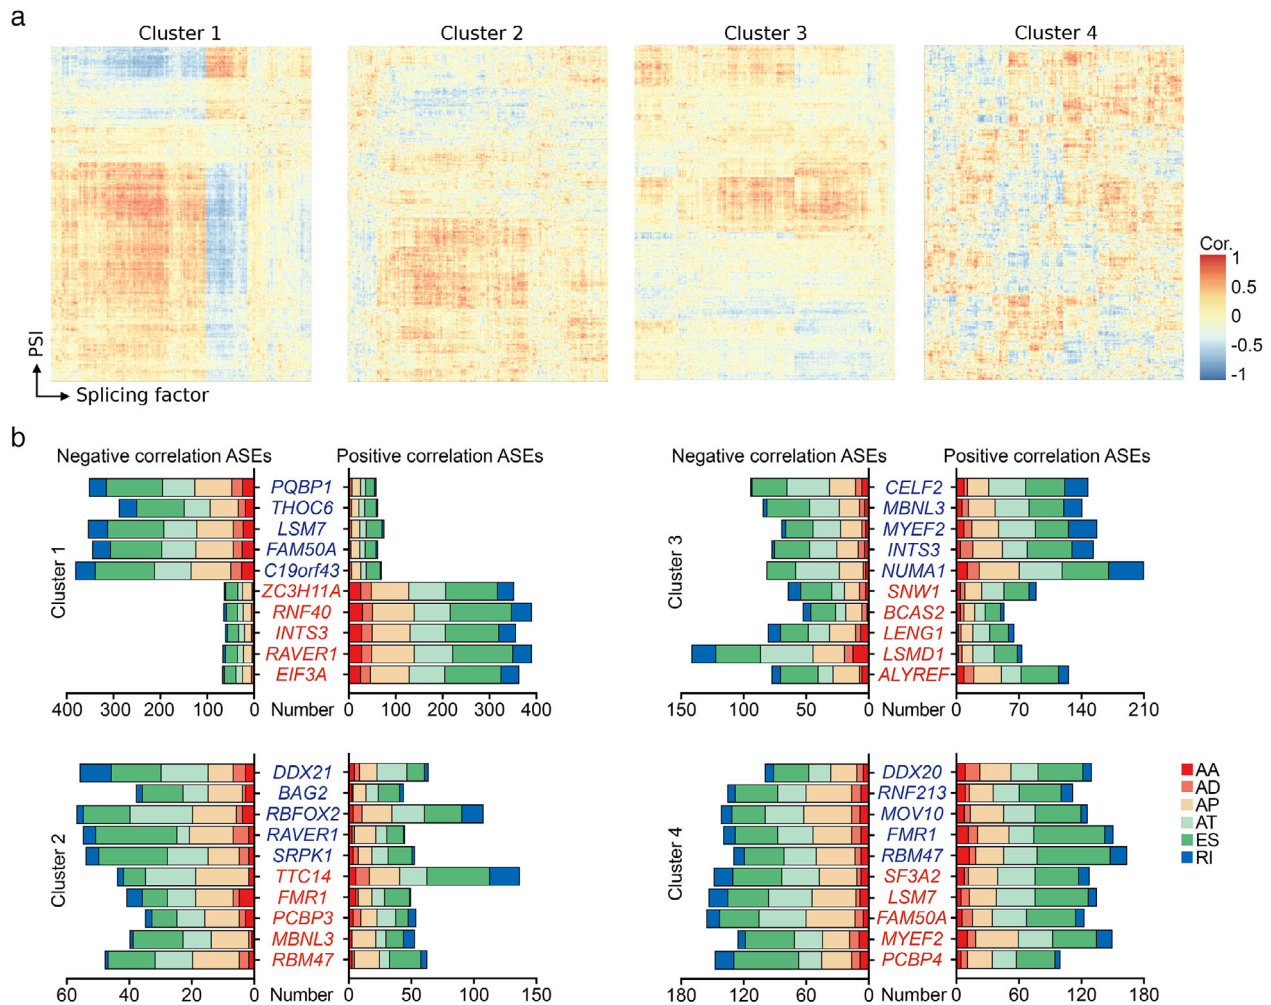 a
Cluster 1
Cluster 2
Cluster 3
Cluster 4
Cor.
1
0.5
0
-0.5
-1
PSI
Splicing factor
b
Negative correlation ASEs
Positive correlation ASEs
Cluster 1
PQBP1
THOC6
LSM7
FAM50A
C19orf43
ZC3H11A
RNF40
INTS3
RAVER1
EIF3A
400 300 200 100 0 Number 0 100 200 300 400
Negative correlation ASEs
Positive correlation ASEs
Cluster 3
CELF2
MBNL3
MYEF2
INTS3
NUMA1
SNW1
BCAS2
LENG1
LSMD1
ALYREF
150 100 50 0 Number 0 70 140 210
Cluster 2
DDX21
BAG2
RBFOX2
RAVER1
SRPK1
TTC14
FMR1
PCBP3
MBNL3
RBM47
60 40 20 0 Number 0 50 100 150
Cluster 4
DDX20
RNF213
MOV10
FMR1
RBM47
SF3A2
LSM7
FAM50A
MYEF2
PCBP4
180 120 60 0 Number 0 60 120 180
AA
AD
AP
AT
ES
RI